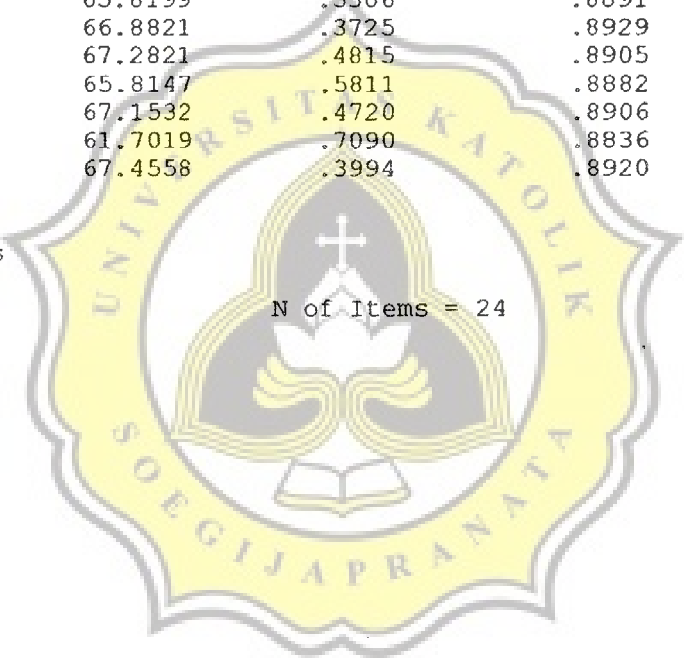 66.8821 .3725 .8929
67.2821 .4815 .8905
65.8147 .5811 .8882
67.1532 .4720 .8906
61.7019 .7090 .8836
67.4558 .3994 .8920
N of Items = 24
UNIVERSITAS KATOLIK
SOEGIJAPRANATA